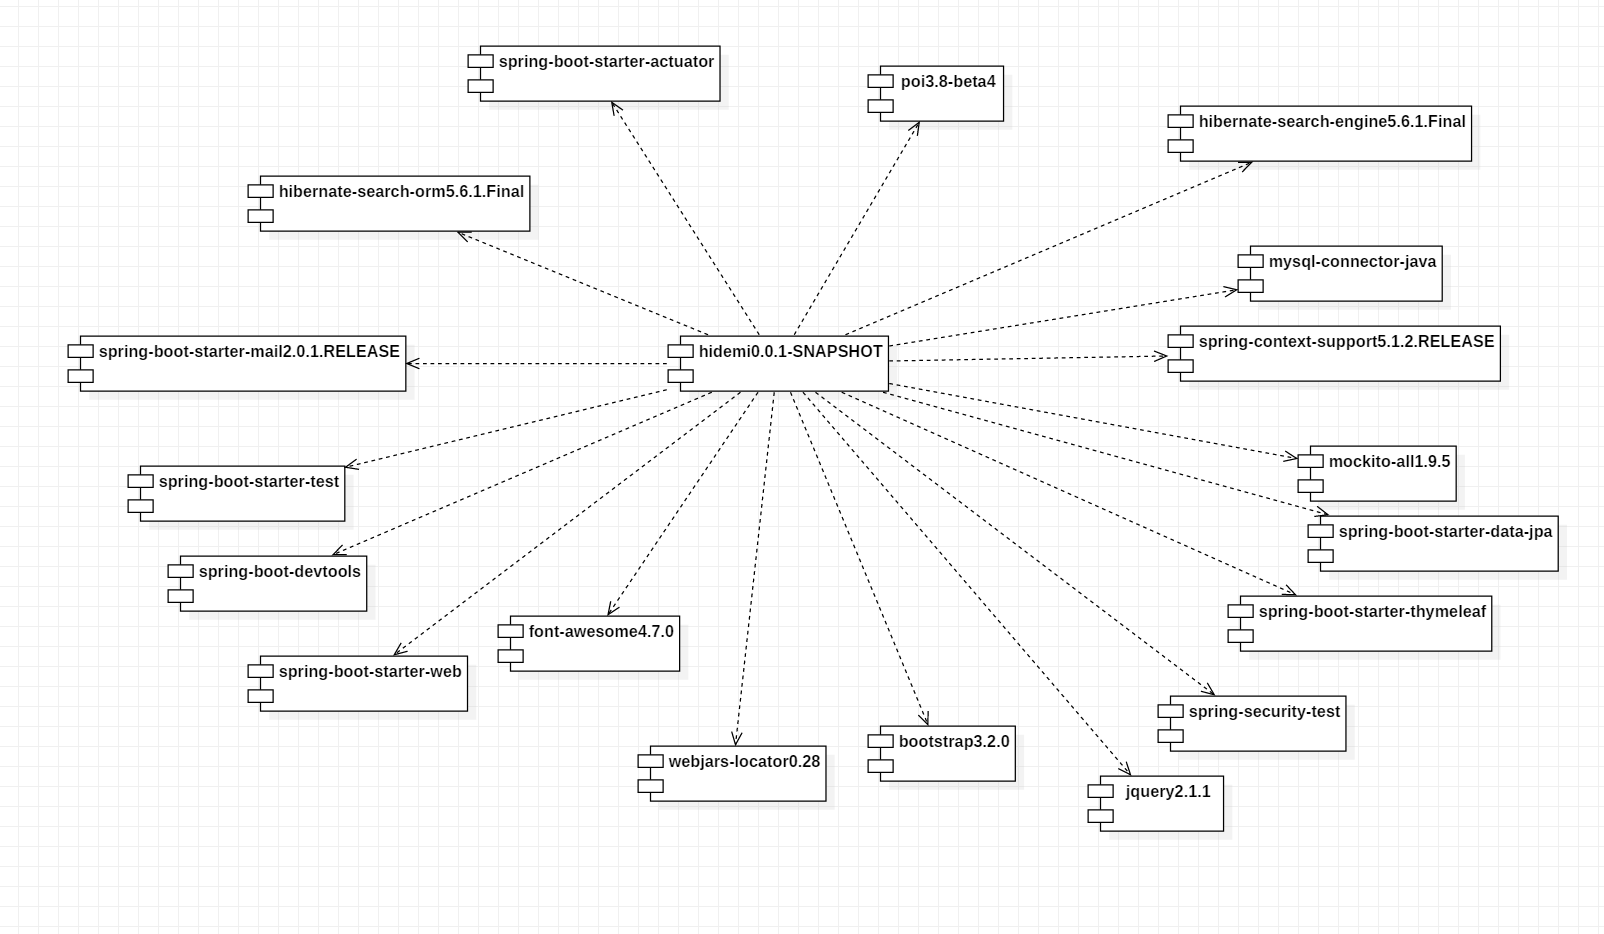 spring-boot-starter-actuator
poi3.8-beta4
hibernate-search-engine5.6.1.Final
hibernate-search-orm5.6.1.Final
mysql-connector-java
spring-boot-starter-mail2.0.1.RELEASE
hidemi0.0.1-SNAPSHOT
spring-context-support5.1.2.RELEASE
mockito-all1.9.5
spring-boot-starter-test
spring-boot-starter-data-jpa
spring-boot-devtools
spring-boot-starter-thymeleaf
font-awesome4.7.0
spring-boot-starter-web
spring-security-test
bootstrap3.2.0
webjars-locator0.28
jquery2.1.1